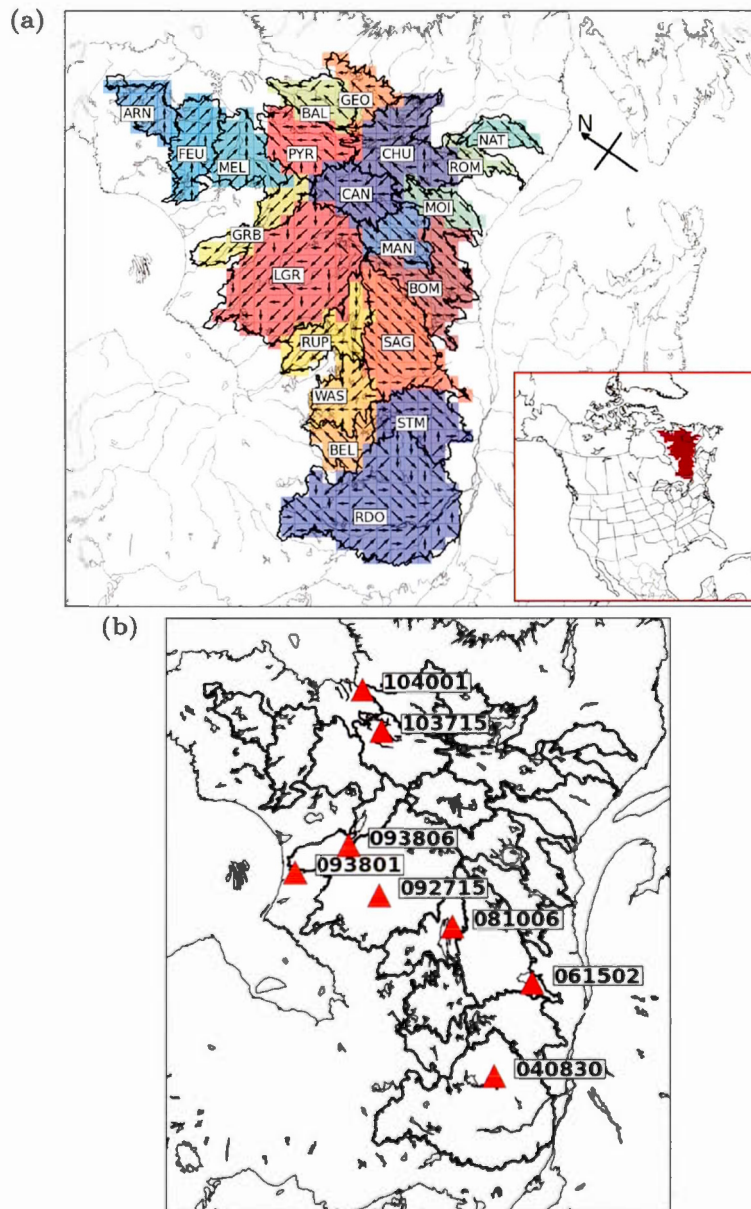 (a)
GEO
ARN
BAL
NAT
N
FEU
MEL
PYR
CHU
ROM
CAN
MOI
GRB
MAN
LGR
BOM
RUP
SAG
WAS
STM
BEL
RDO
(b)
104001
103715
093806
093801
092715
081006
061502
040830